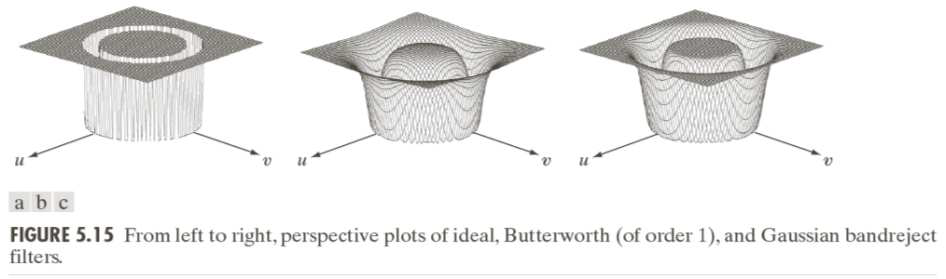 u v u v u v
a b c
FIGURE 5.15 From left to right, perspective plots of ideal, Butterworth (of order 1), and Gaussian bandreject
filters.